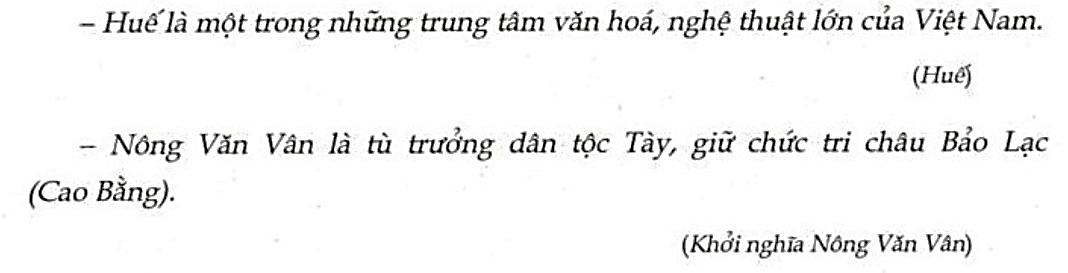 – Huế là một trong những trung tâm văn hoá, nghệ thuật lớn của Việt Nam.
(Huế)
– Nông Văn Vân là tù trưởng dân tộc Tày, giữ chức tri châu Bảo Lạc
(Cao Bằng).
(Khởi nghĩa Nông Văn Vân)